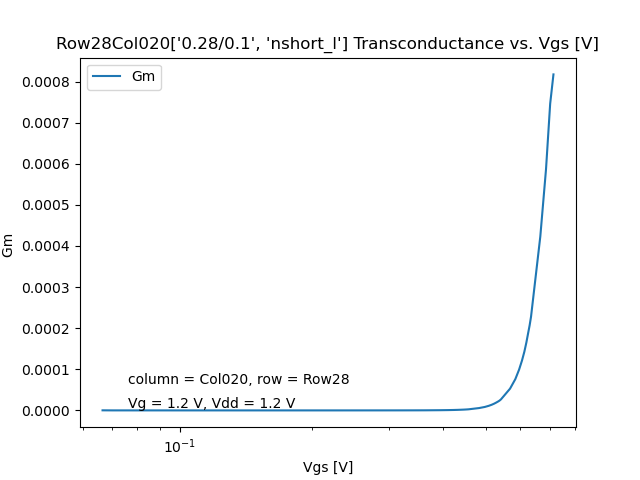 Row28Col020['0.28/0.1', 'nshort_l'] Transconductance vs. Vgs [V]
Gm
0.0008
0.0007
0.0006
0.0005
0.0004
0.0003
0.0002
0.0001
0.0000
Gm
column = Col020, row = Row28
Vg = 1.2 V, Vdd = 1.2 V
10⁻¹
Vgs [V]